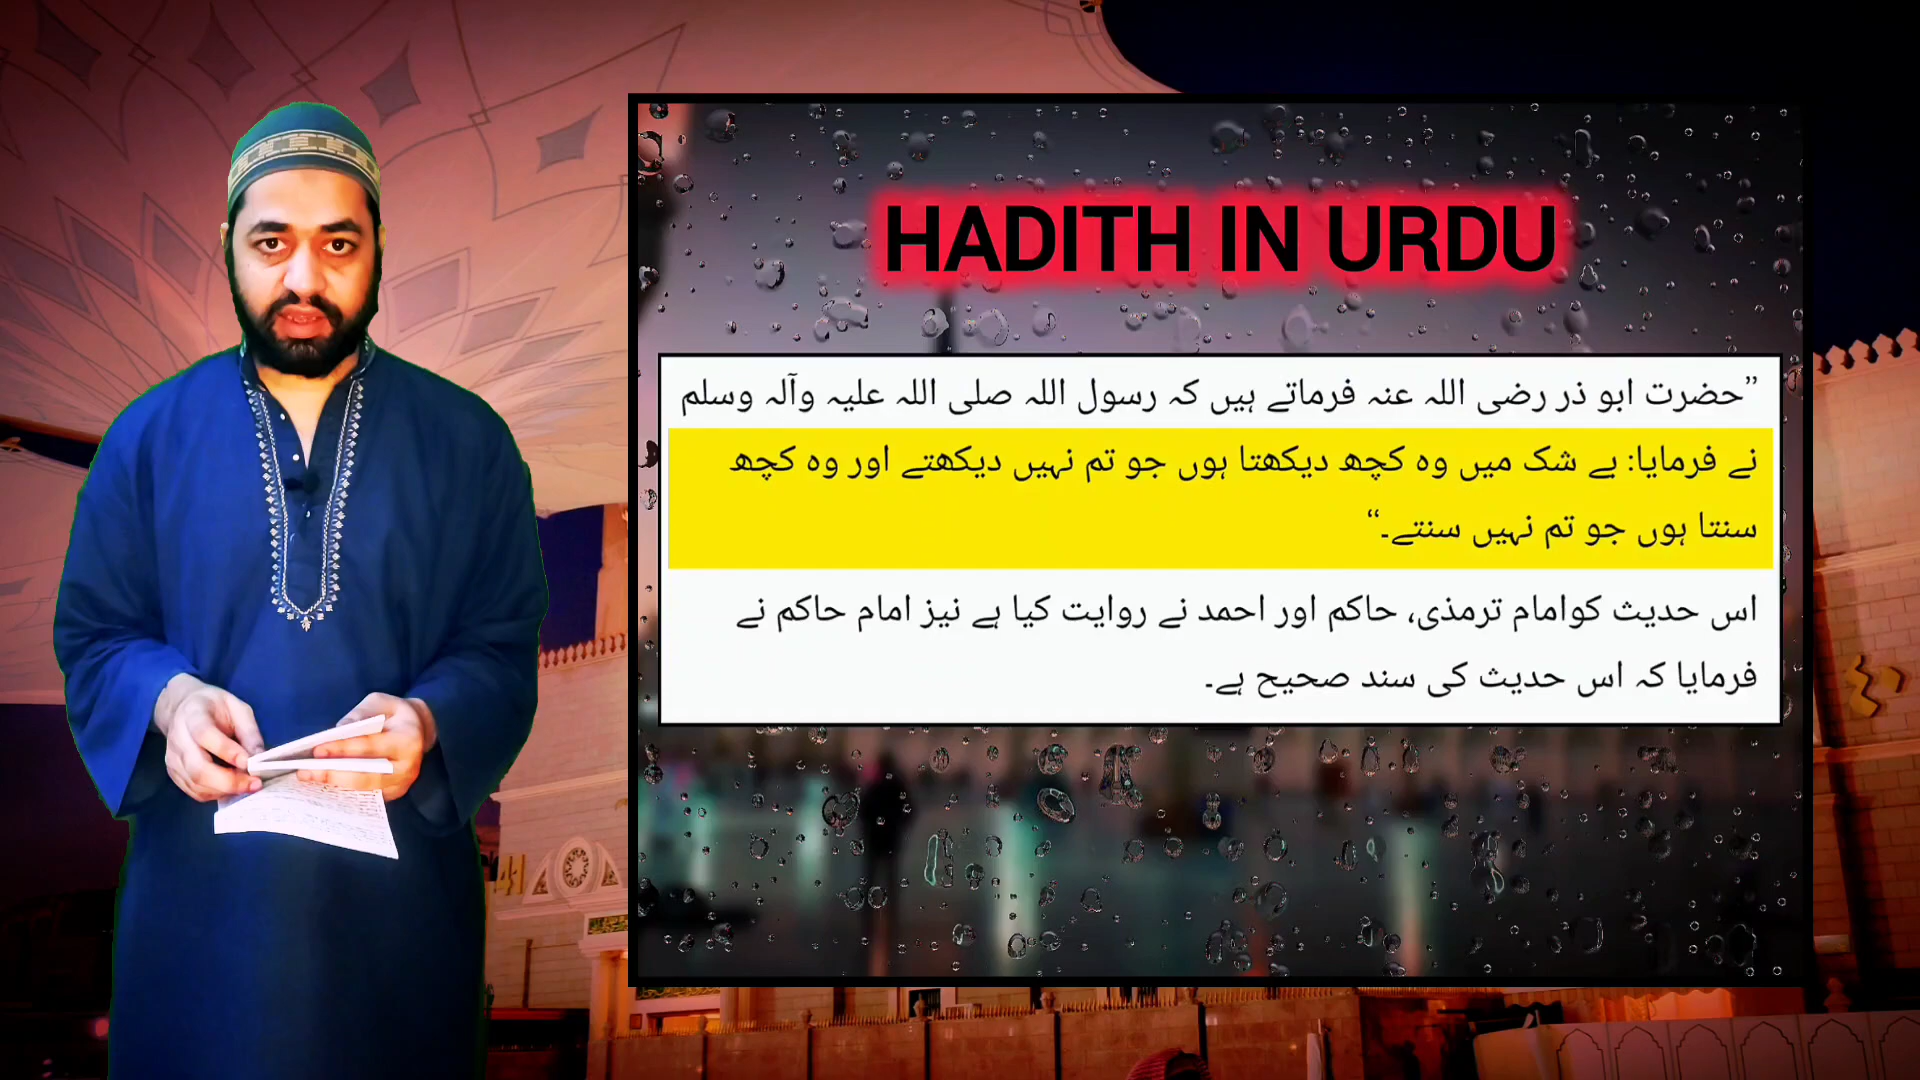 HADITH IN URDU
’’حضرت ابو ذر رضی اللہ عنہ فرماتے ہیں کہ رسول اللہ صلی اللہ علیہ وآلہ وسلم
نے فرمایا: بے شک میں وہ کچھ دیکھتا ہوں جو تم نہیں دیکھتے اور وہ کچھ
سنتا ہوں جو تم نہیں سنتے۔‘‘
اس حدیث کوامام ترمذی، حاکم اور احمد نے روایت کیا ہے نیز امام حاکم نے
فرمایا کہ اس حدیث کی سند صحیح ہے۔